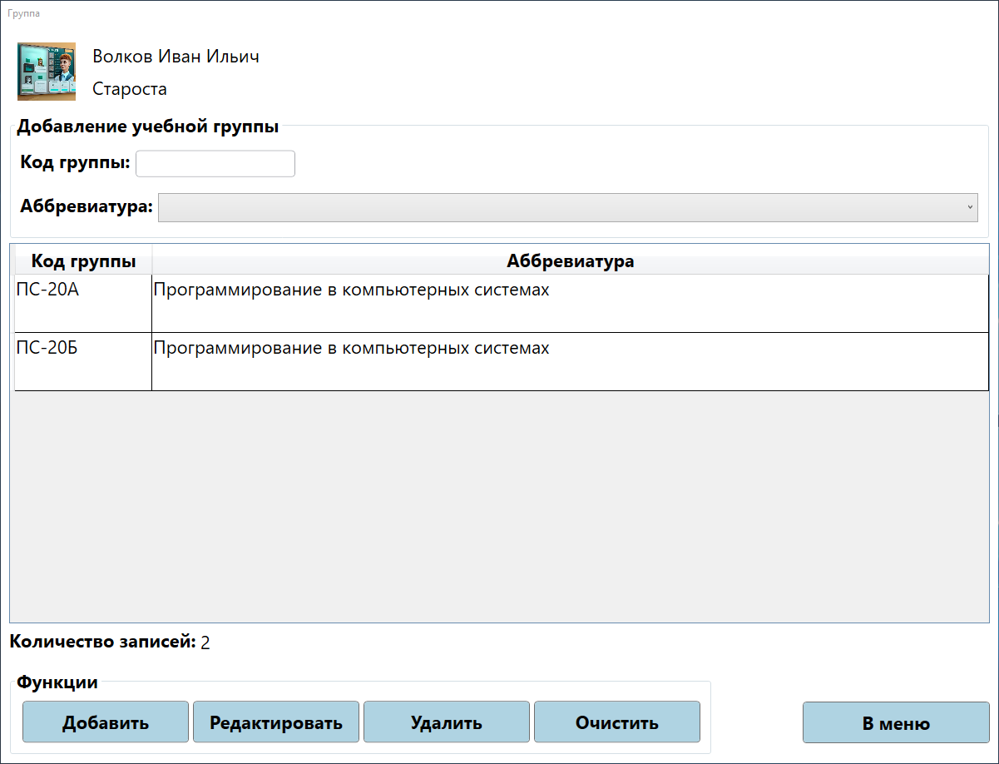 Группа
Волков Иван Ильич
Староста
Добавление учебной группы
Код группы:
Аббревиатура:
Код группы Аббревиатура
ПС-20А Программирование в компьютерных системах
ПС-20Б Программирование в компьютерных системах
Количество записей: 2
Функции
Добавить Редактировать Удалить Очистить В меню